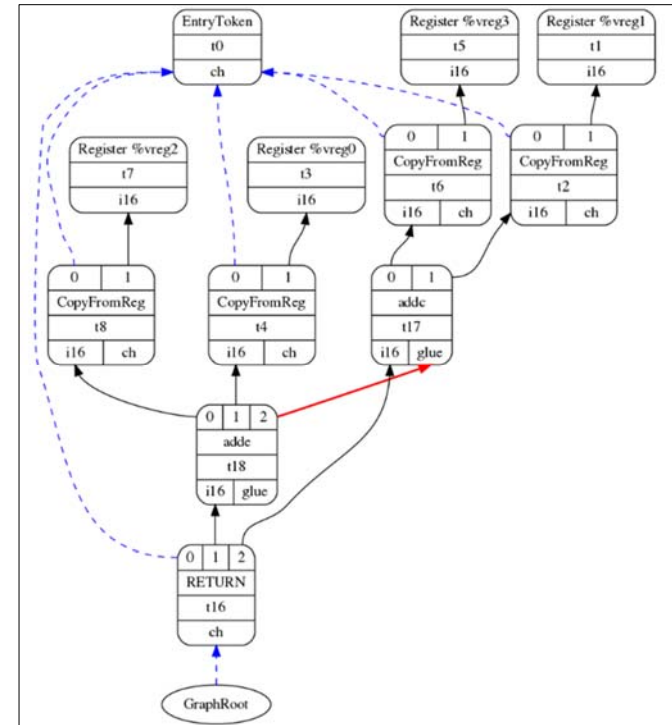 EntryToken
t0
ch
Register %vreg3
t5
i16
Register %vreg1
t1
i16
Register %vreg2
t7
i16
Register %vreg0
t3
i16
0 1
CopyFromReg
t6
i16 ch
0 1
CopyFromReg
t2
i16 ch
0 1
CopyFromReg
t8
i16 ch
0 1
CopyFromReg
t4
i16 ch
0 1
addc
t17
i16 glue
0 1 2
adde
t18
i16 glue
0 1 2
RETURN
t16
ch
GraphRoot